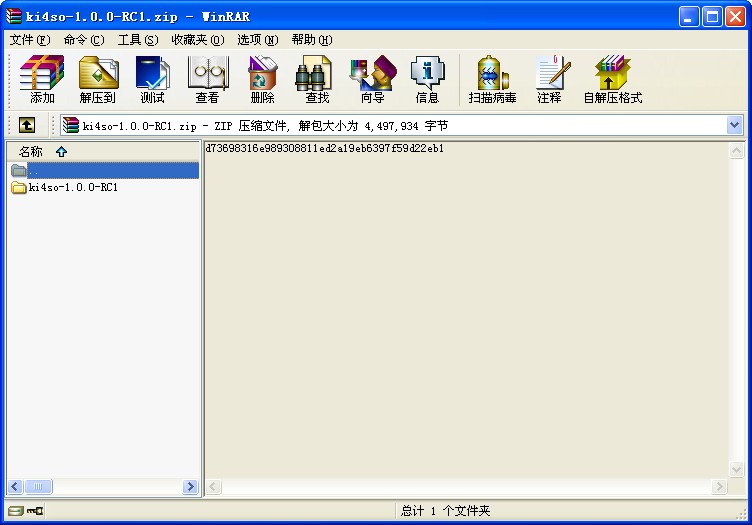 ki4so-1.0.0-RC1.zip - WinRAR
文件(F) 命令(C) 工具(S) 收藏夹(O) 选项(N) 帮助(H)
添加 解压到 测试 查看 删除 查找 向导 信息 扫描病毒 注释 自解压格式
ki4so-1.0.0-RC1.zip - ZIP 压缩文件, 解包大小为 4,497,934 字节
名称
..
ki4so-1.0.0-RC1
d73698316e989308811ed2a19eb6397f59d22eb1
总计 1 个文件夹